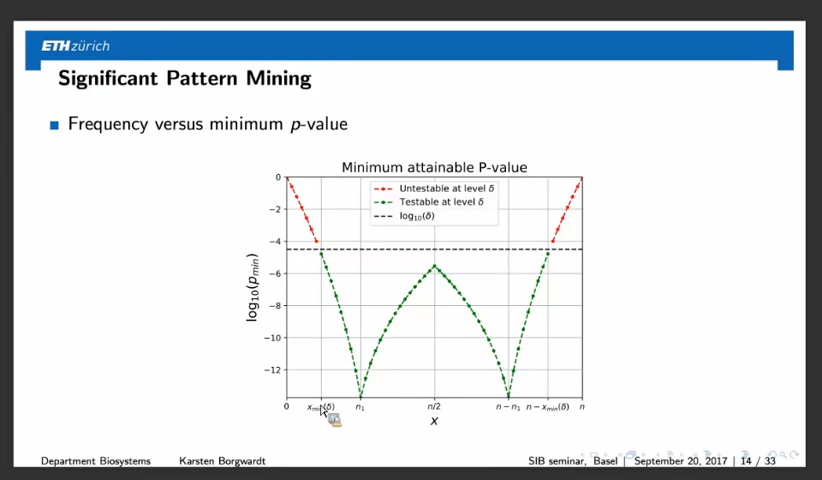 ETH zürich
Significant Pattern Mining
Frequency versus minimum p-value
Minimum attainable P-value
Untestable at level δ
Testable at level δ
log₁₀(δ)
0
−2
−4
−6
−8
−10
−12
log₁₀(pₘᵢₙ)
0 xₘᵢₙ(δ) n₁ n/2 n − n₁ n − xₘᵢₙ(δ) n
x
Department Biosystems Karsten Borgwardt SIB seminar, Basel | September 20, 2017 | 14 / 33